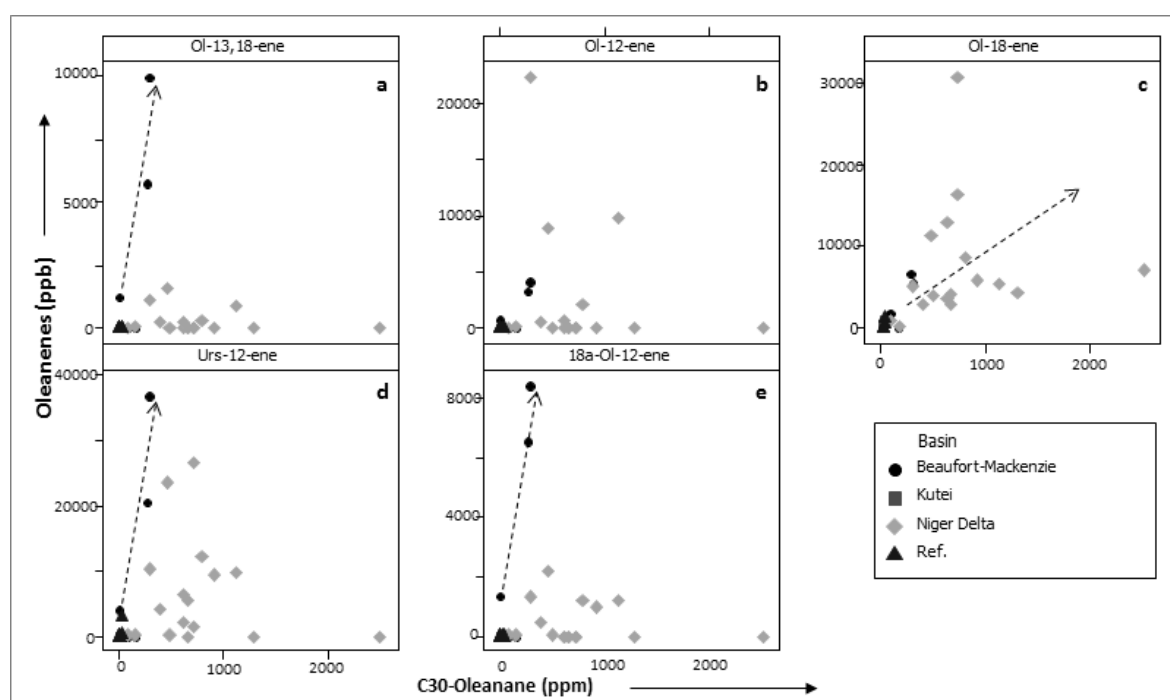 Ol-13,18-ene
Ol-12-ene
Ol-18-ene
10000
5000
0
a
20000
10000
0
b
30000
20000
10000
0
c
0 1000 2000
Urs-12-ene
18a-Ol-12-ene
40000
20000
0
d
0 1000 2000
8000
4000
0
e
0 1000 2000
Basin
Beaufort-Mackenzie
Kutei
Niger Delta
Ref.
Oleanenes (ppb)
C30-Oleanane (ppm)